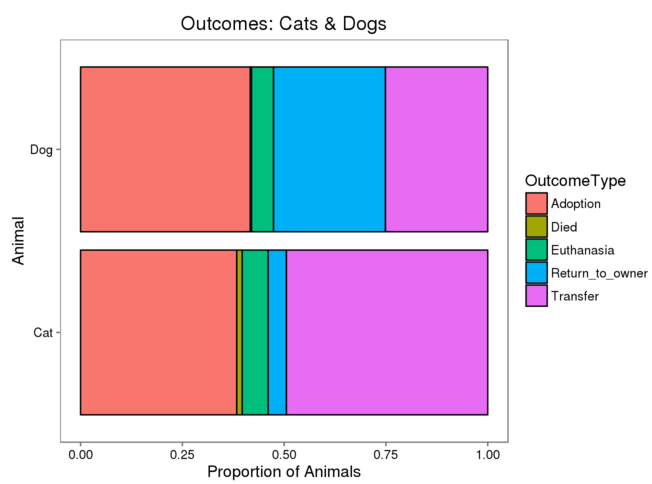 Outcomes: Cats & Dogs
Dog
Cat
Animal
0.00 0.25 0.50 0.75 1.00
Proportion of Animals
OutcomeType
Adoption
Died
Euthanasia
Return_to_owner
Transfer